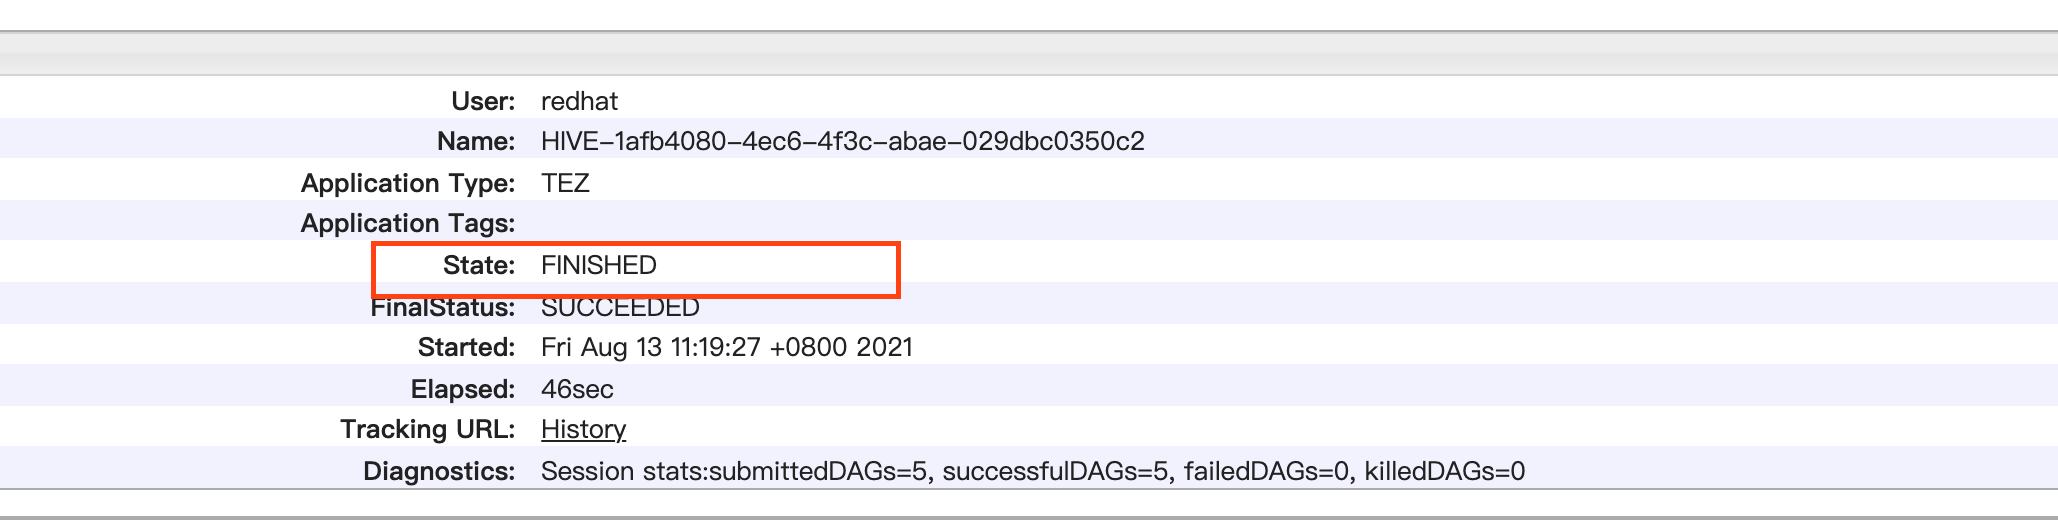 User: redhat
Name: HIVE–1afb4080–4ec6–4f3c–abae–029dbc0350c2
Application Type: TEZ
Application Tags:
State: FINISHED
FinalStatus: SUCCEEDED
Started: Fri Aug 13 11:19:27 +0800 2021
Elapsed: 46sec
Tracking URL: History
Diagnostics: Session stats:submittedDAGs=5, successfulDAGs=5, failedDAGs=0, killedDAGs=0